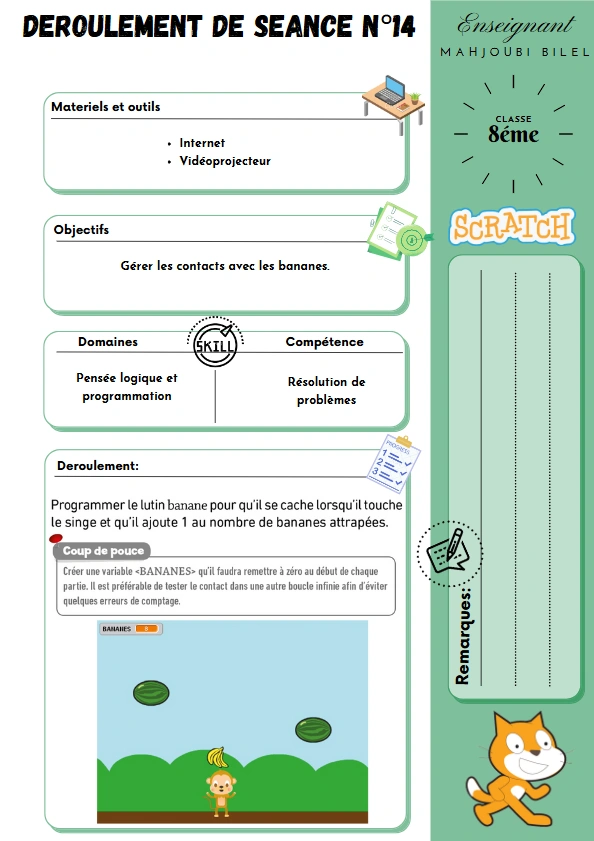 DEROULEMENT DE SEANCE N°14
Enseignant
MAHJOUBI BILEL
CLASSE
8éme
SCRATCH
Materiels et outils
• Internet
• Vidéoprojecteur
Objectifs
Gérer les contacts avec les bananes.
Domaines
SKILL
Compétence
Pensée logique et
programmation
Résolution de
problèmes
PROGRESS
1
2
3
Deroulement:
Programmer le lutin banane pour qu'il se cache lorsqu'il touche
le singe et qu'il ajoute 1 au nombre de bananes attrapées.
Coup de pouce
Créer une variable <BANANES> qu'il faudra remettre à zéro au début de chaque
partie. Il est préférable de tester le contact dans une autre boucle infinie afin d'éviter
quelques erreurs de comptage.
BANANES
Remarques: